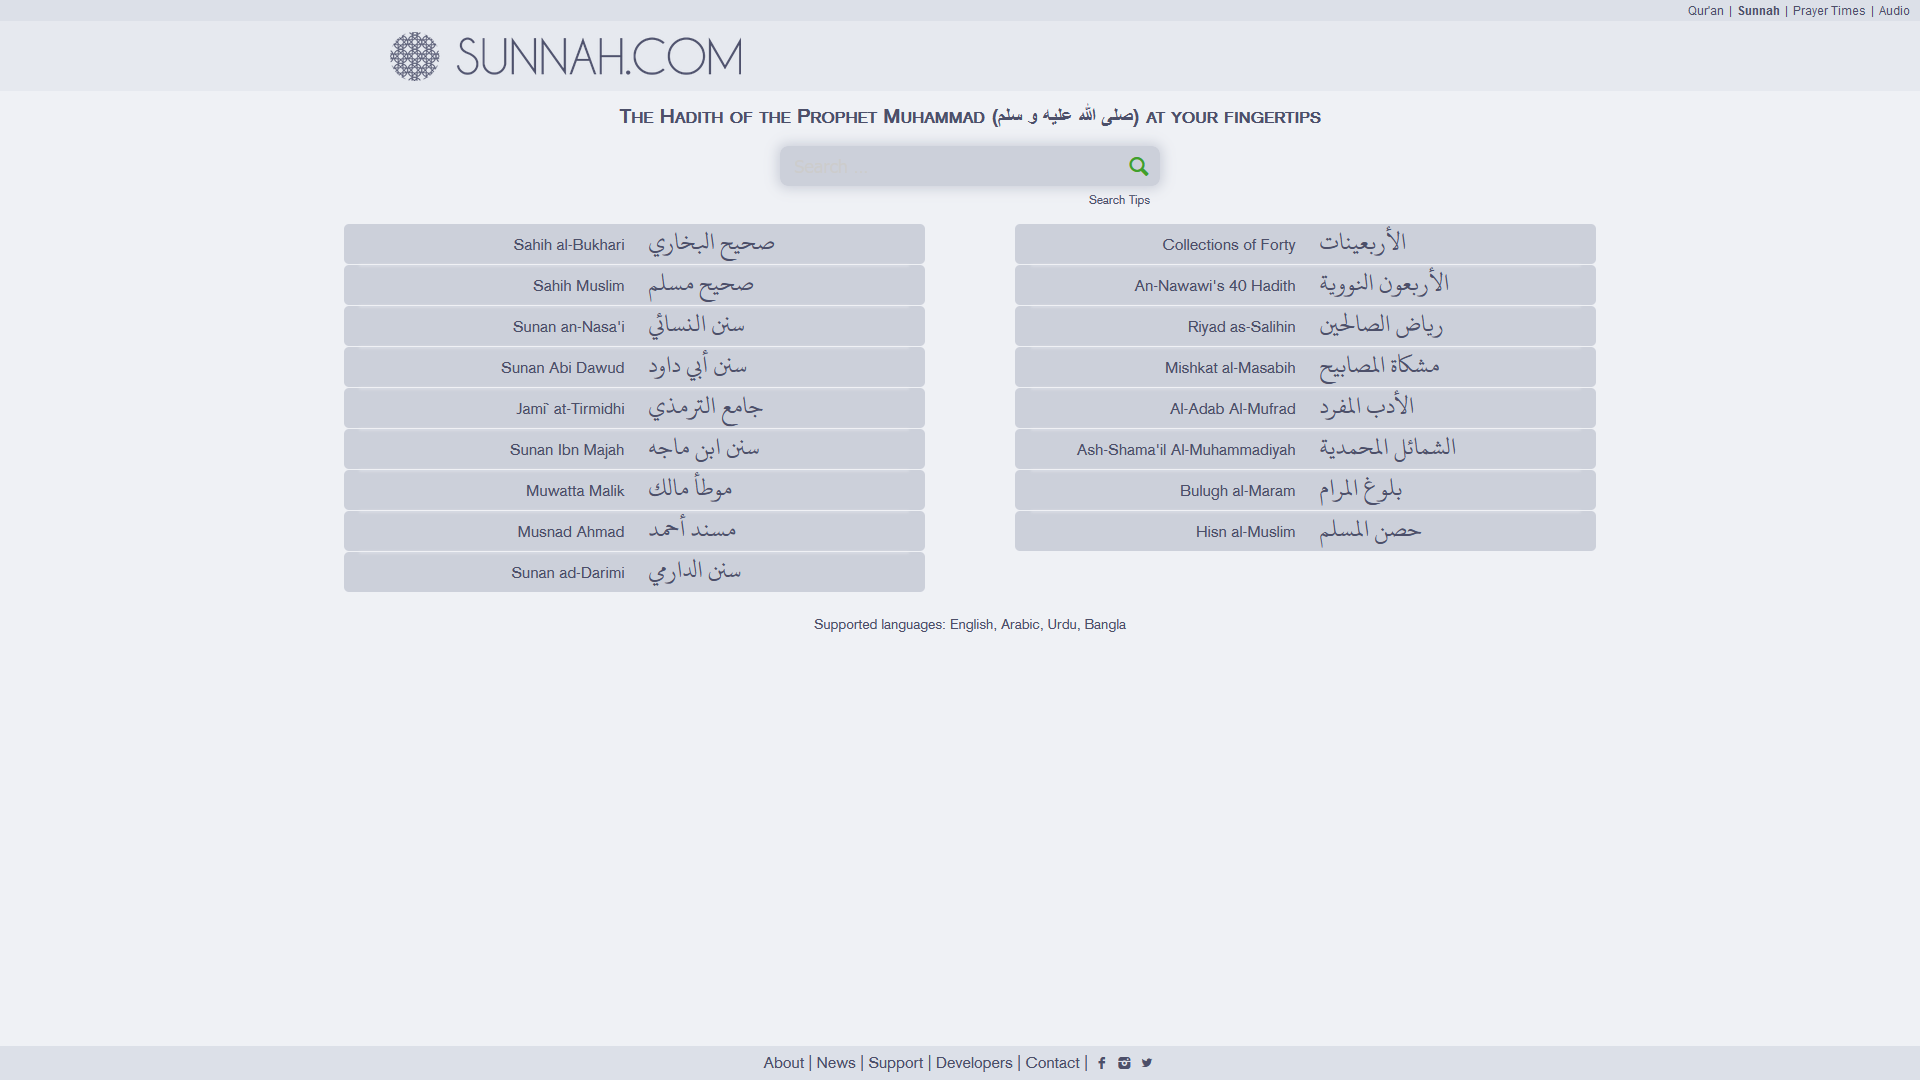 Qur'an | Sunnah | Prayer Times | Audio
SUNNAH.COM
The Hadith of the Prophet Muhammad (صلى الله عليه و سلم) at your fingertips
Search
Search Tips
Sahih al-Bukhari صحيح البخاري
Sahih Muslim صحيح مسلم
Sunan an-Nasa'i سنن النسائي
Sunan Abi Dawud سنن أبي داود
Jami` at-Tirmidhi جامع الترمذي
Sunan Ibn Majah سنن ابن ماجه
Muwatta Malik موطأ مالك
Musnad Ahmad مسند أحمد
Sunan ad-Darimi سنن الدارمي
Collections of Forty الأربعينات
An-Nawawi's 40 Hadith الأربعون النووية
Riyad as-Salihin رياض الصالحين
Mishkat al-Masabih مشكاة المصابيح
Al-Adab Al-Mufrad الأدب المفرد
Ash-Shama'il Al-Muhammadiyah الشمائل المحمدية
Bulugh al-Maram بلوغ المرام
Hisn al-Muslim حصن المسلم
Supported languages: English, Arabic, Urdu, Bangla
About | News | Support | Developers | Contact |